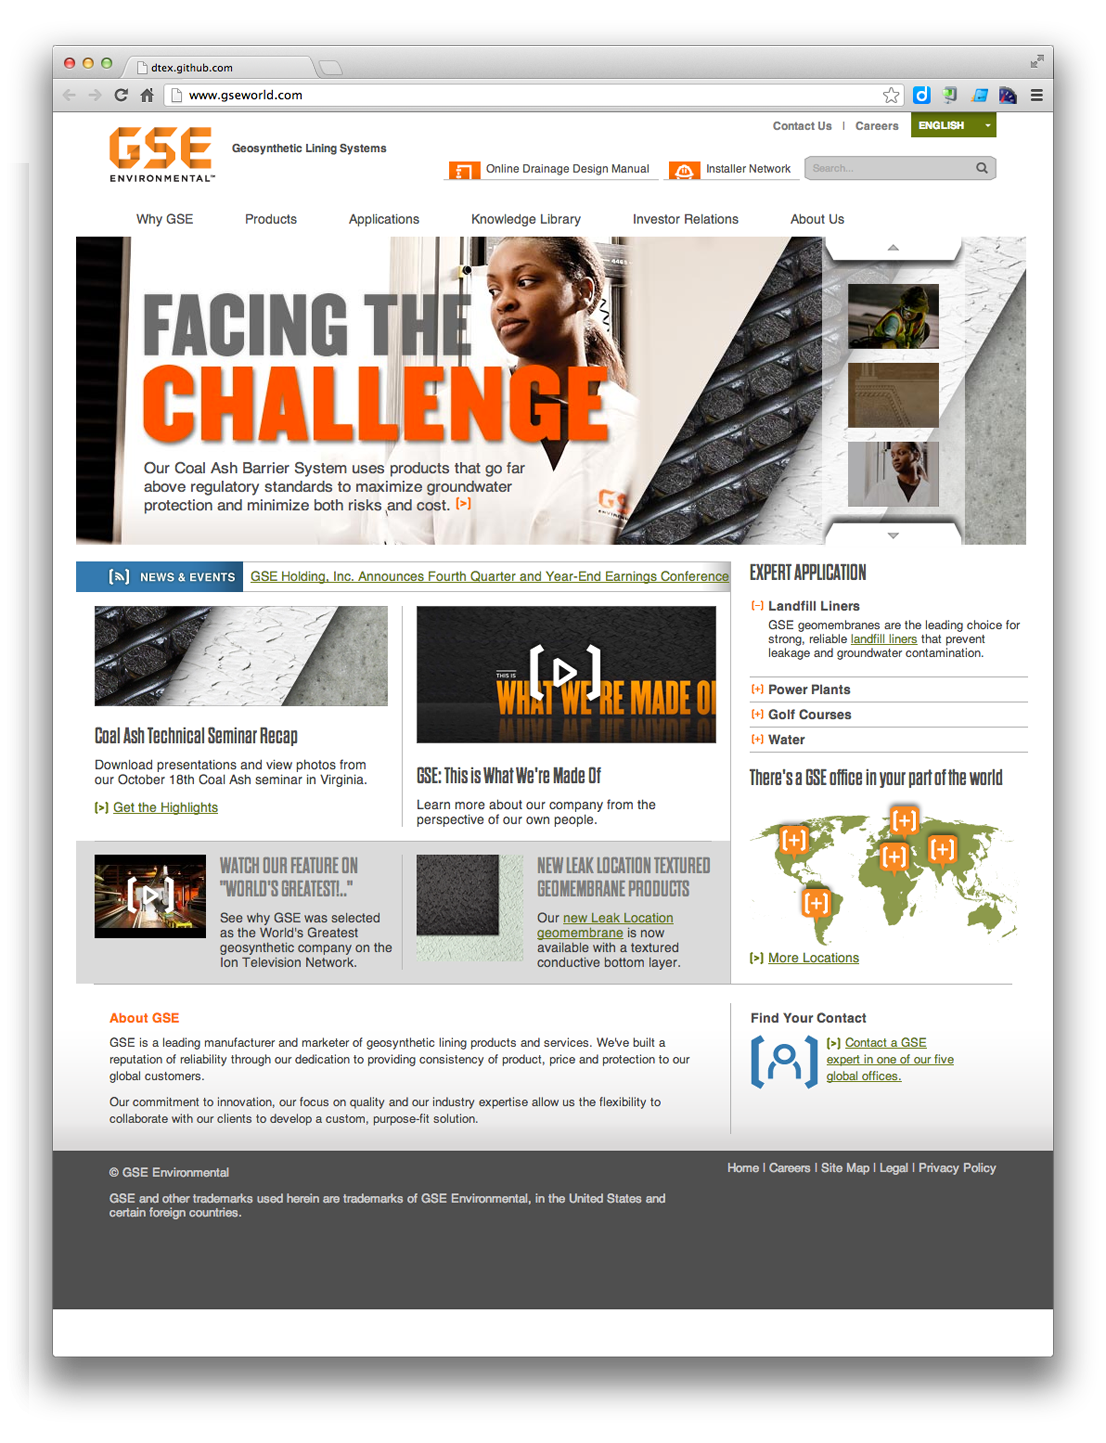 dtex.github.com
www.gseworld.com
Contact Us | Careers ENGLISH
GSE
ENVIRONMENTAL™
Geosynthetic Lining Systems
Online Drainage Design Manual
Installer Network
Search...
Why GSE Products Applications Knowledge Library Investor Relations About Us
FACING THE
CHALLENGE
Our Coal Ash Barrier System uses products that go far
above regulatory standards to maximize groundwater
protection and minimize both risks and cost. [>]
NEWS & EVENTS
GSE Holding, Inc. Announces Fourth Quarter and Year-End Earnings Conference
Coal Ash Technical Seminar Recap
Download presentations and view photos from
our October 18th Coal Ash seminar in Virginia.
[>] Get the Highlights
THIS IS
WHAT WE'RE MADE OF
GSE: This is What We're Made Of
Learn more about our company from the
perspective of our own people.
WATCH OUR FEATURE ON
"WORLD'S GREATEST!.."
See why GSE was selected
as the World's Greatest
geosynthetic company on the
Ion Television Network.
NEW LEAK LOCATION TEXTURED
GEOMEMBRANE PRODUCTS
Our new Leak Location
geomembrane is now
available with a textured
conductive bottom layer.
EXPERT APPLICATION
[−] Landfill Liners
GSE geomembranes are the leading choice for
strong, reliable landfill liners that prevent
leakage and groundwater contamination.
[+] Power Plants
[+] Golf Courses
[+] Water
There's a GSE office in your part of the world
[+]
[+]
[+]
[+]
[+]
[>] More Locations
About GSE
GSE is a leading manufacturer and marketer of geosynthetic lining products and services. We've built a
reputation of reliability through our dedication to providing consistency of product, price and protection to our
global customers.
Our commitment to innovation, our focus on quality and our industry expertise allow us the flexibility to
collaborate with our clients to develop a custom, purpose-fit solution.
Find Your Contact
[>] Contact a GSE
expert in one of our five
global offices.
© GSE Environmental
GSE and other trademarks used herein are trademarks of GSE Environmental, in the United States and
certain foreign countries.
Home | Careers | Site Map | Legal | Privacy Policy